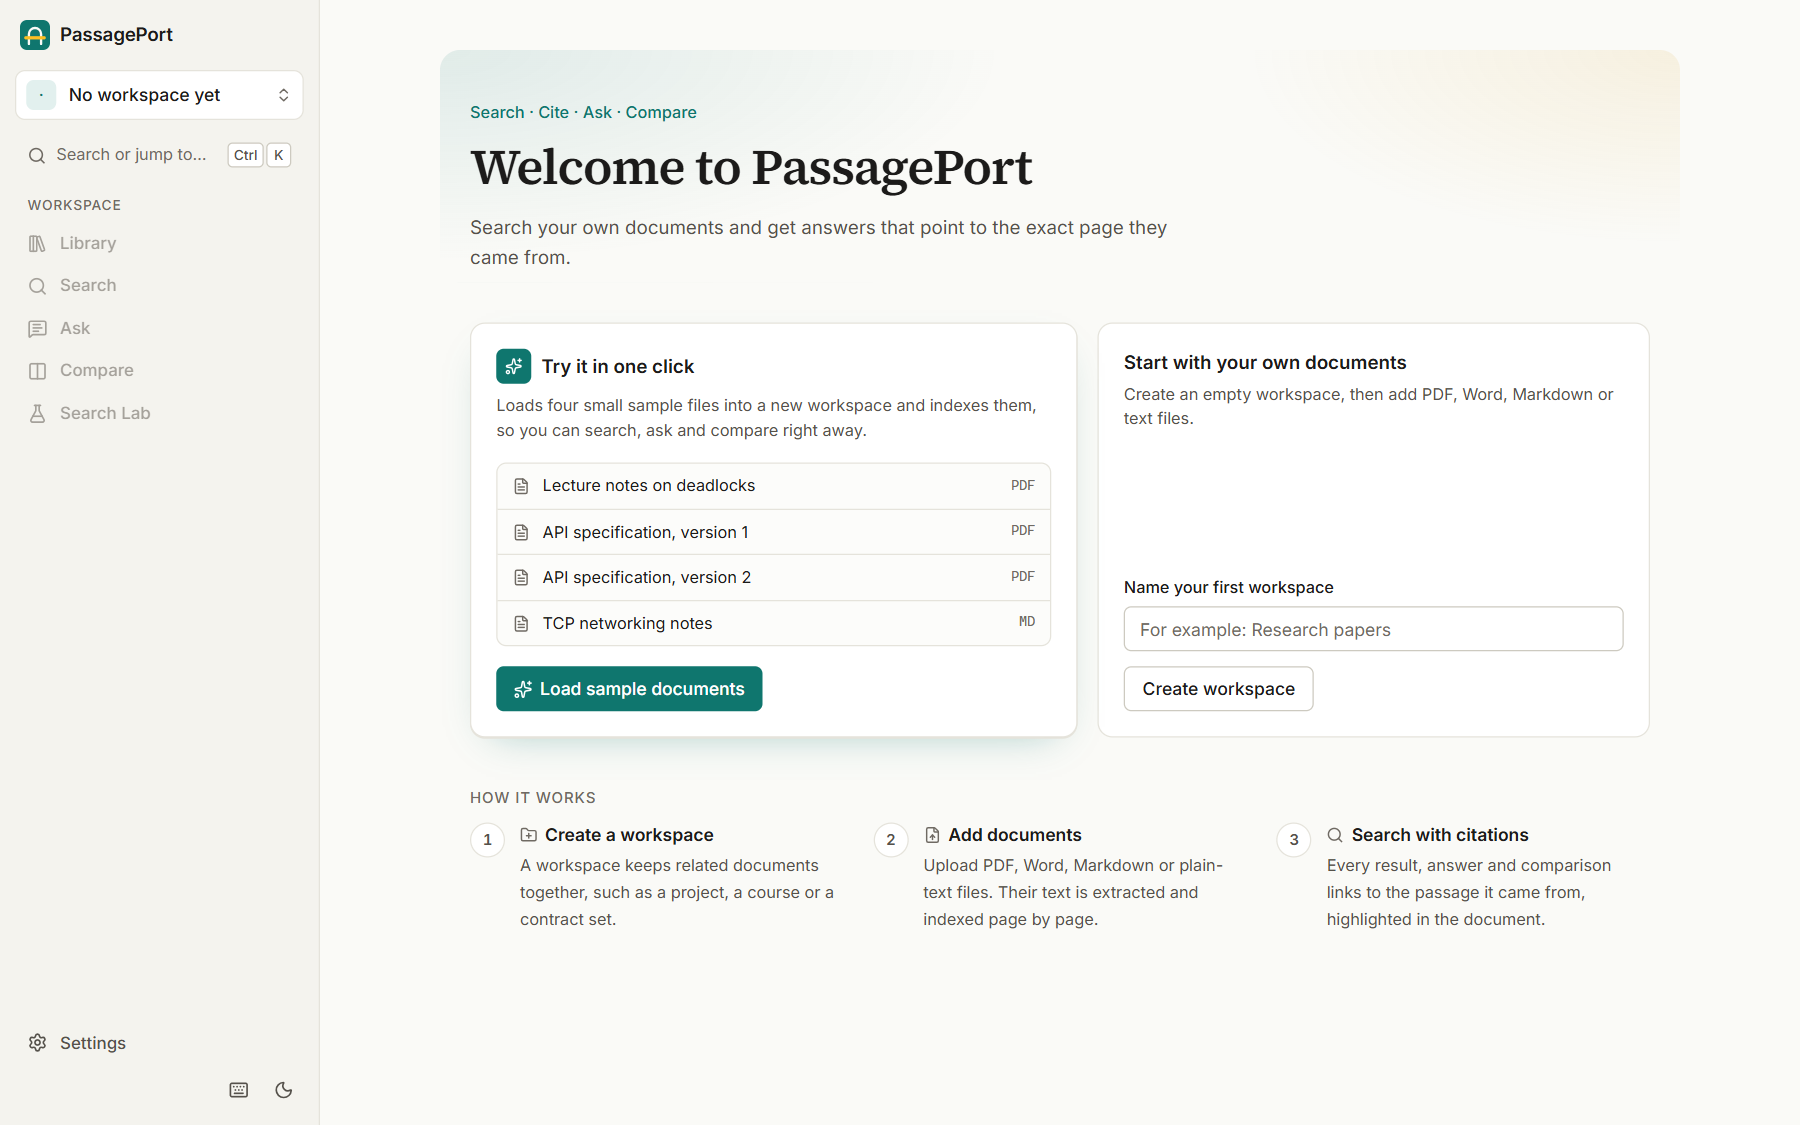 PassagePort
No workspace yet
Search or jump to...
Ctrl K
WORKSPACE
Library
Search
Ask
Compare
Search Lab
Settings
Search · Cite · Ask · Compare
Welcome to PassagePort
Search your own documents and get answers that point to the exact page they
came from.
Try it in one click
Loads four small sample files into a new workspace and indexes them,
so you can search, ask and compare right away.
Lecture notes on deadlocks PDF
API specification, version 1 PDF
API specification, version 2 PDF
TCP networking notes MD
Load sample documents
Start with your own documents
Create an empty workspace, then add PDF, Word, Markdown or
text files.
Name your first workspace
For example: Research papers
Create workspace
HOW IT WORKS
1 Create a workspace
A workspace keeps related documents
together, such as a project, a course or a
contract set.
2 Add documents
Upload PDF, Word, Markdown or plain-
text files. Their text is extracted and
indexed page by page.
3 Search with citations
Every result, answer and comparison
links to the passage it came from,
highlighted in the document.